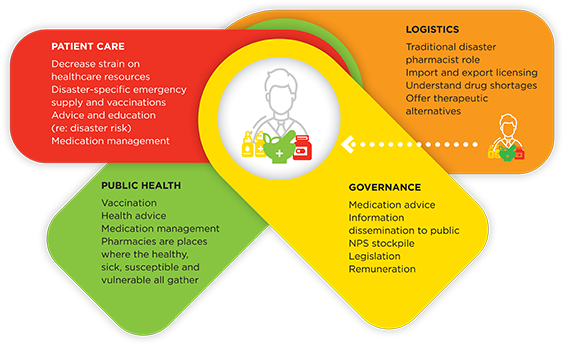 PATIENT CARE
Decrease strain on
healthcare resources
Disaster-specific emergency
supply and vaccinations
Advice and education
(re: disaster risk)
Medication management
LOGISTICS
Traditional disaster
pharmacist role
Import and export licensing
Understand drug shortages
Offer therapeutic
alternatives
PUBLIC HEALTH
Vaccination
Health advice
Medication management
Pharmacies are places
where the healthy,
sick, susceptible and
vulnerable all gather
GOVERNANCE
Medication advice
Information
dissemination to public
NPS stockpile
Legislation
Remuneration